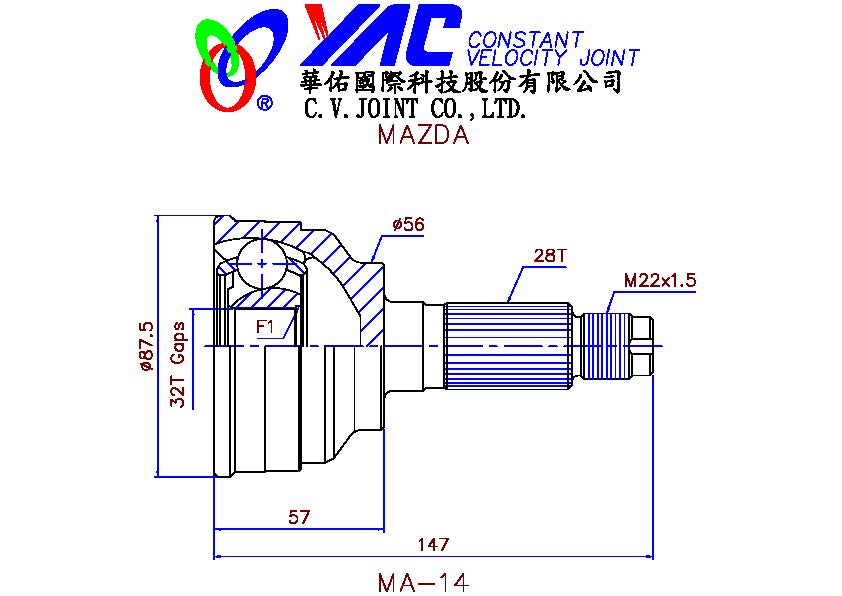 YAC CONSTANT
VELOCITY JOINT
®
華佑國際科技股份有限公司
C.V.JOINT CO.,LTD.
MAZDA
ø56
28T
M22x1.5
F1
ø87.5
32T Gaps
57
147
MA-14